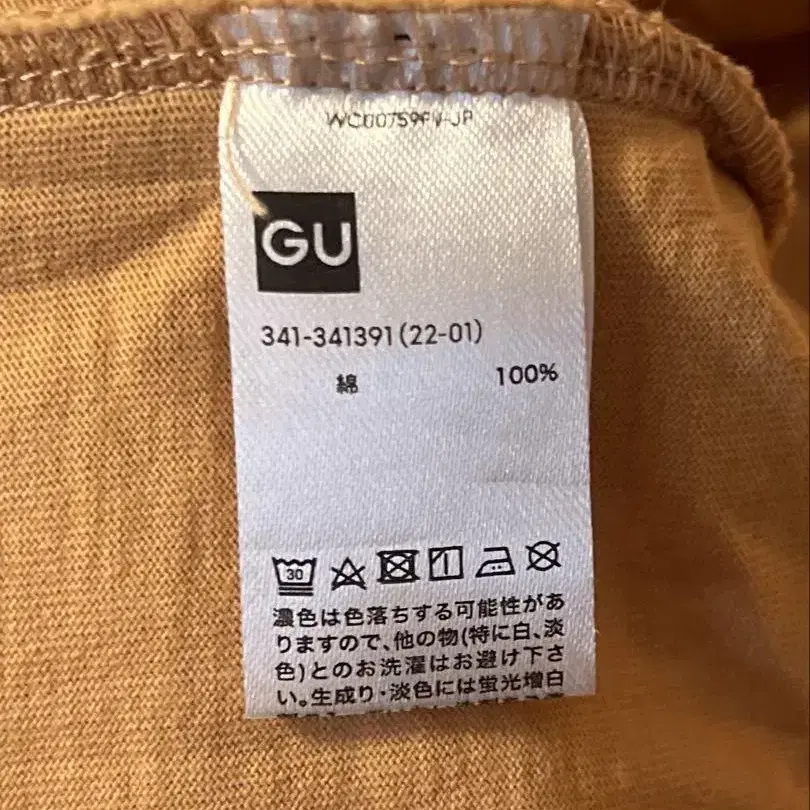 GU
341-341391(22-01)
綿 100%
30
濃色は色落ちする可能性があ
りますので、他の物(特に白、淡
色)とのお洗濯はお避け下さ
い。生成り・淡色には蛍光増白